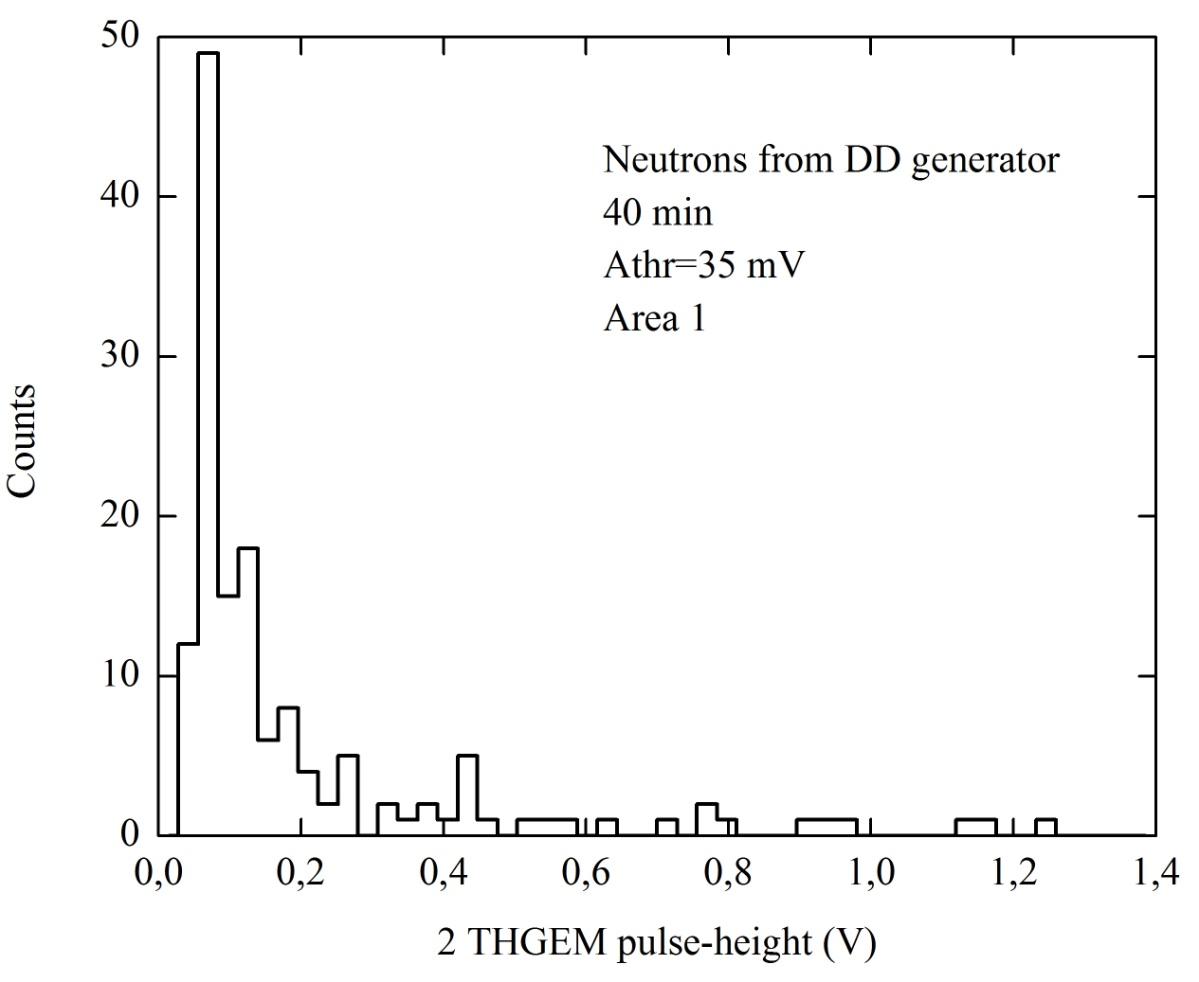 50
40
30
20
10
0
Counts
Neutrons from DD generator
40 min
Athr=35 mV
Area 1
0,0 0,2 0,4 0,6 0,8 1,0 1,2 1,4
2 THGEM pulse-height (V)